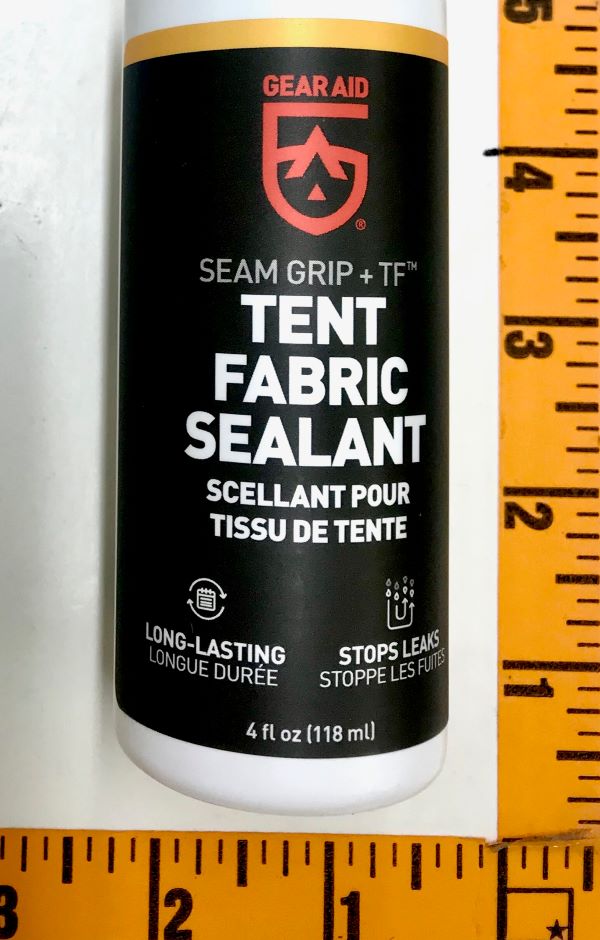 GEAR AID
®
SEAM GRIP + TF™
TENT
FABRIC
SEALANT
SCELLANT POUR
TISSU DE TENTE
LONG-LASTING
LONGUE DURÉE
STOPS LEAKS
STOPPE LES FUITES
4 fl oz (118 ml)
5
4
3
2
1
3 2 1